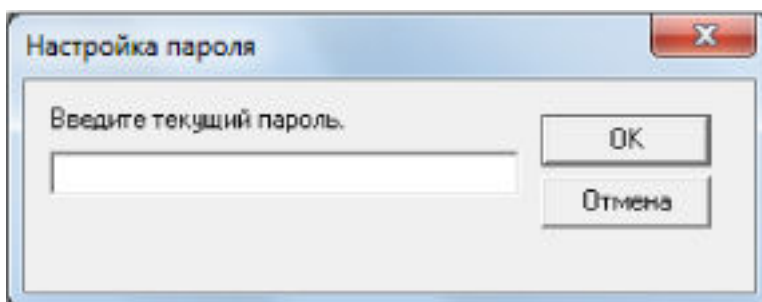 Настройка пароля
Введите текущий пароль.
OK
Отмена